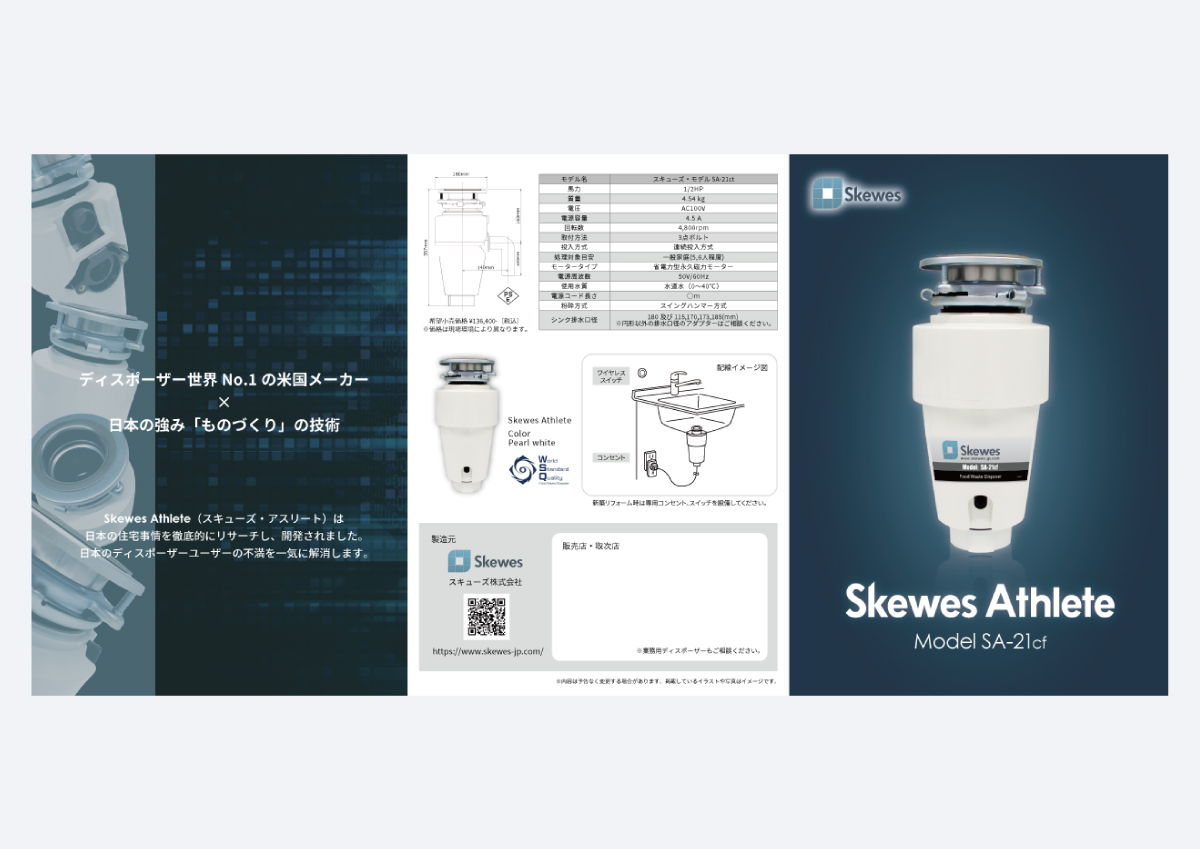 ディスポーザー世界 No.1 の米国メーカー
×
日本の強み「ものづくり」の技術
Skewes Athlete（スキューズ・アスリート）は
日本の住宅事情を徹底的にリサーチし、開発されました。
日本のディスポーザーユーザーの不満を一気に解消します。
180mm
140mm
PS
E
希望小売価格 ¥136,400-［税込］
※価格は現場環境により異なります。
モデル名 スキューズ・モデル SA-21cf
馬力 1/2HP
質量 4.54 kg
電圧 AC100V
電源容量 4.5 A
回転数 4,800rpm
取付方法 3点ボルト
投入方式 連続投入方式
処理対象目安 一般家庭(5,6人程度)
モータータイプ 省電力型永久磁力モーター
電源周波数 50V/60Hz
使用水質 水道水（0〜40℃）
電源コード長さ ○m
粉砕方式 スイングハンマー方式
シンク排水口径 180 及び 115,170,173,185(mm)
※円形以外の排水口径のアダプターはご相談ください。
Skewes Athlete
Color
Pearl white
World
Standard
Quality
ワイヤレス
スイッチ
配線イメージ図
コンセント
新築リフォーム時は専用コンセント、スイッチを設備してください。
製造元
Skewes
スキューズ株式会社
https://www.skewes-jp.com/
販売店・取次店
※業務用ディスポーザーもご相談ください。
※内容は予告なく変更する場合があります。掲載しているイラストや写真はイメージです。
Skewes
Skewes
www.skewes-jp.com
Model: SA-21cf
Food Waste Disposer
Skewes Athlete
Model SA-21cf